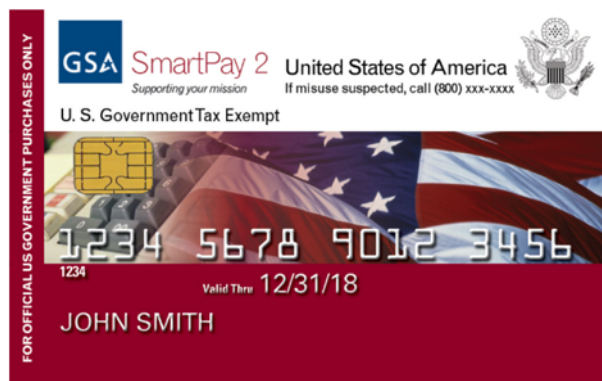 FOR OFFICIAL US GOVERNMENT PURCHASES ONLY
GSA SmartPay 2
Supporting your mission
United States of America
If misuse suspected, call (800) xxx-xxxx
U. S. Government Tax Exempt
1234 5678 9012 3456
1234
Valid Thru 12/31/18
JOHN SMITH